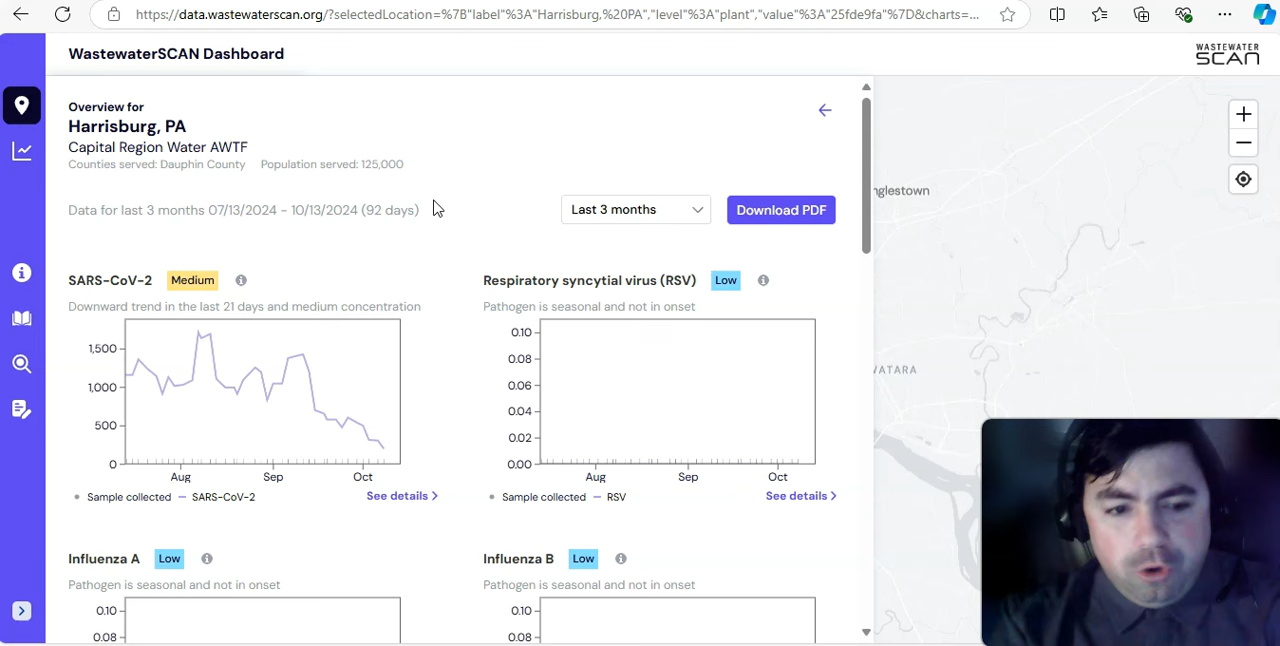 https://data.wastewaterscan.org/?selectedLocation=%7B"label"%3A"Harrisburg,%20PA","level"%3A"plant","value"%3A"25fde9fa"%7D&charts=...
WastewaterSCAN Dashboard
WASTEWATER
SCAN
Overview for
Harrisburg, PA
Capital Region Water AWTF
Counties served: Dauphin County Population served: 125,000
Data for last 3 months 07/13/2024 - 10/13/2024 (92 days)
Last 3 months
Download PDF
nglestown
SARS-CoV-2 Medium
Downward trend in the last 21 days and medium concentration
1,500
1,000
500
0
Aug Sep Oct
Sample collected SARS-CoV-2
See details
Respiratory syncytial virus (RSV) Low
Pathogen is seasonal and not in onset
0.10
0.08
0.06
0.04
0.02
0.00
Aug Sep Oct
Sample collected RSV
See details
WATARA
Influenza A Low
Pathogen is seasonal and not in onset
0.10
0.08
Influenza B Low
Pathogen is seasonal and not in onset
0.10
0.08